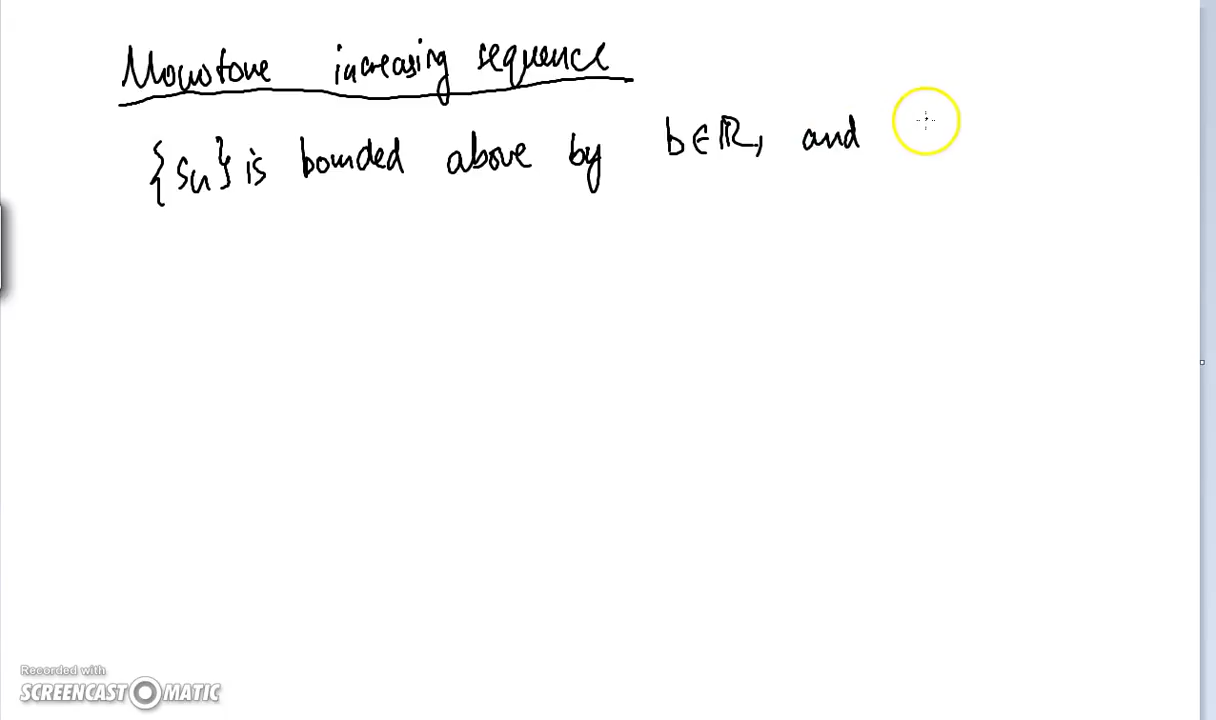 Monotone increasing sequence
{Sn} is bounded above by b∈ℝ, and
Recorded with
SCREENCAST-O-MATIC